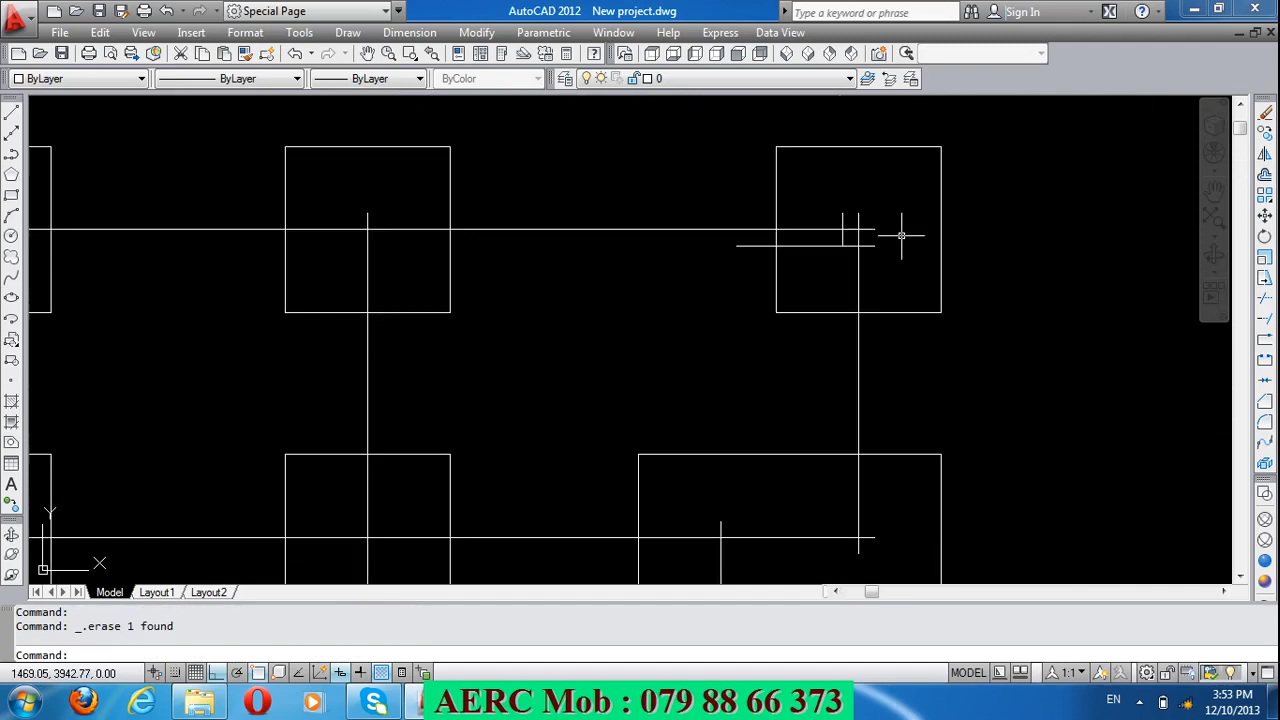 Special Page
AutoCAD 2012 New project.dwg
Type a keyword or phrase
Sign In
File Edit View Insert Format Tools Draw Dimension Modify Parametric Window Help Express Data View
ByLayer ByLayer ByLayer ByColor 0
Y
X
Model Layout1 Layout2
Command:
Command: _.erase 1 found
Command:
1469.05, 3942.77, 0.00
MODEL
1:1
AERC Mob : 079 88 66 373
EN
3:53 PM
12/10/2013